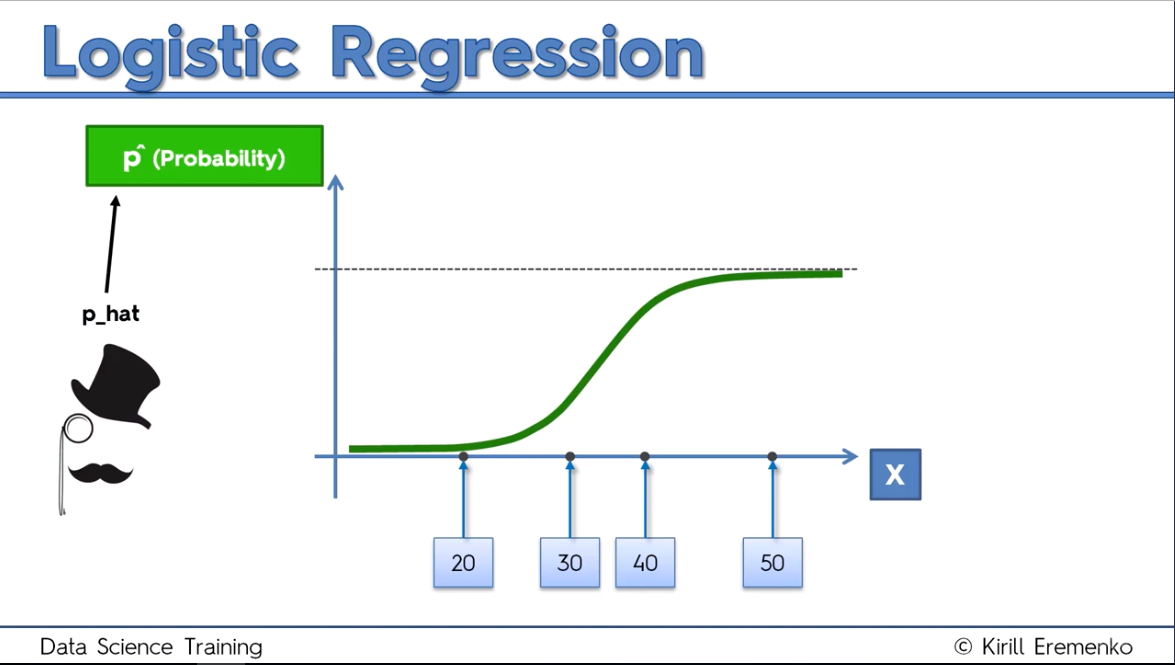 Logistic Regression
p̂ (Probability)
p_hat
X
20 30 40 50
Data Science Training
© Kirill Eremenko